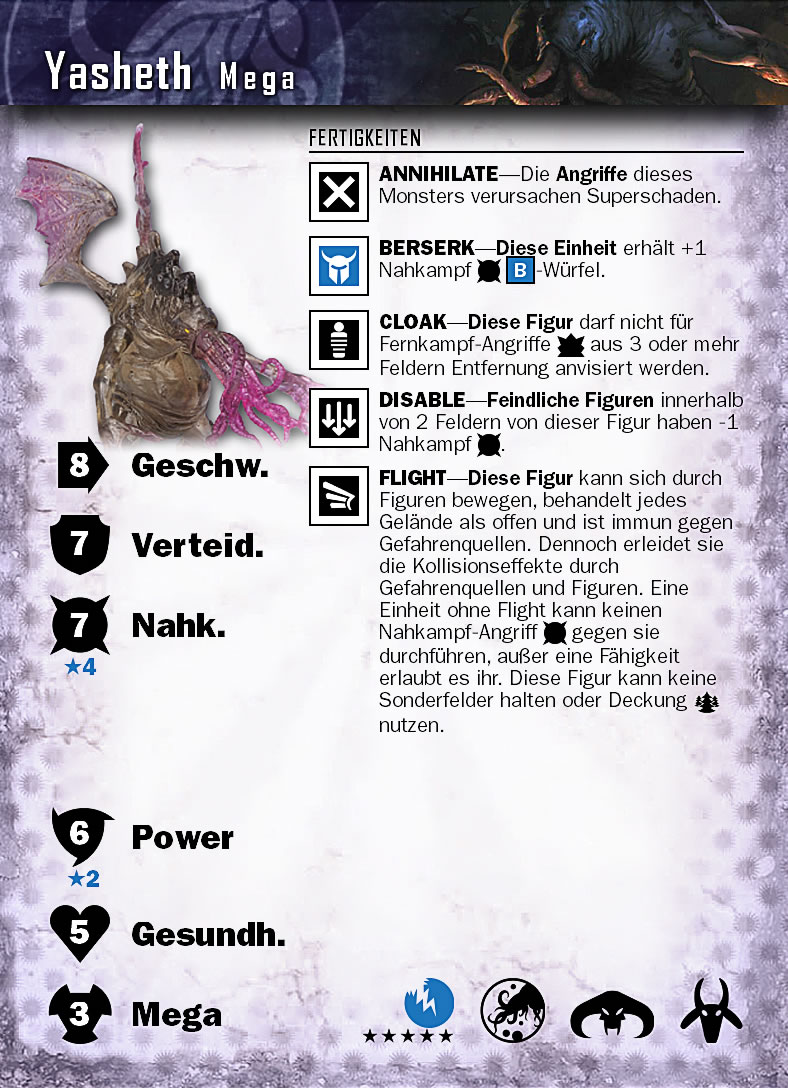 Yasheth Mega
FERTIGKEITEN
ANNIHILATE—Die Angriffe dieses
Monsters verursachen Superschaden.
BERSERK—Diese Einheit erhält +1
Nahkampf B -Würfel.
CLOAK—Diese Figur darf nicht für
Fernkampf-Angriffe aus 3 oder mehr
Feldern Entfernung anvisiert werden.
DISABLE—Feindliche Figuren innerhalb
von 2 Feldern von dieser Figur haben -1
Nahkampf .
FLIGHT—Diese Figur kann sich durch
Figuren bewegen, behandelt jedes
Gelände als offen und ist immun gegen
Gefahrenquellen. Dennoch erleidet sie
die Kollisionseffekte durch
Gefahrenquellen und Figuren. Eine
Einheit ohne Flight kann keinen
Nahkampf-Angriff gegen sie
durchführen, außer eine Fähigkeit
erlaubt es ihr. Diese Figur kann keine
Sonderfelder halten oder Deckung
nutzen.
8 Geschw.
7 Verteid.
7 Nahk.
★4
6 Power
★2
5 Gesundh.
3 Mega
★★★★★